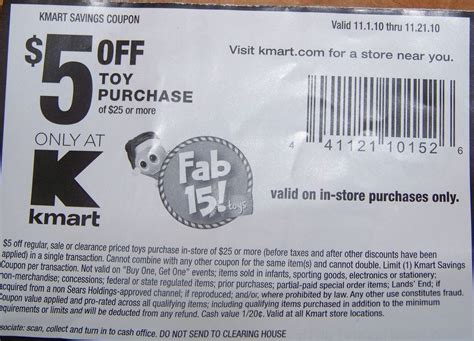 KMART SAVINGS COUPON
Valid 11.1.10 thru 11.21.10
$5 OFF
TOY
PURCHASE
of $25 or more
ONLY AT
K
kmart
Fab
15!
toys
Visit kmart.com for a store near you.
4 41121 10152 6
valid on in-store purchases only.
$5 off regular, sale or clearance priced toys purchase in-store of $25 or more (before taxes and after other discounts have been
applied) in a single transaction. Cannot combine with any other coupon for the same item(s) and cannot double. Limit (1) Kmart Savings
Coupon per transaction. Not valid on "Buy One, Get One" events; items sold in infants, sporting goods, electronics or stationery;
non-merchandise; concessions; federal or state regulated items; prior purchases; partial-paid special order items; Lands' End; if
acquired from a non Sears Holdings-approved channel; if reproduced; and/or, where prohibited by law. Any other use constitutes fraud.
Coupon value applied and pro-rated across all qualifying items; including qualifying items purchased in addition to the minimum
requirements or limits and will be deducted from any refund. Cash value 1/20¢. Valid at all Kmart store locations.
sociate: scan, collect and turn in to cash office. DO NOT SEND TO CLEARING HOUSE